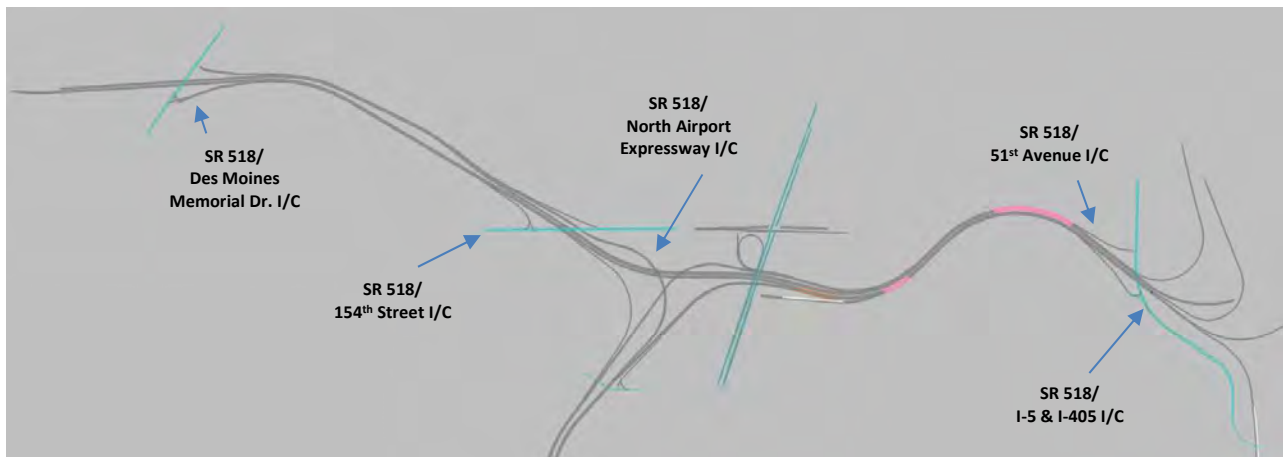 SR 518/
Des Moines
Memorial Dr. I/C
SR 518/
154th Street I/C
SR 518/
North Airport
Expressway I/C
SR 518/
51st Avenue I/C
SR 518/
I-5 & I-405 I/C